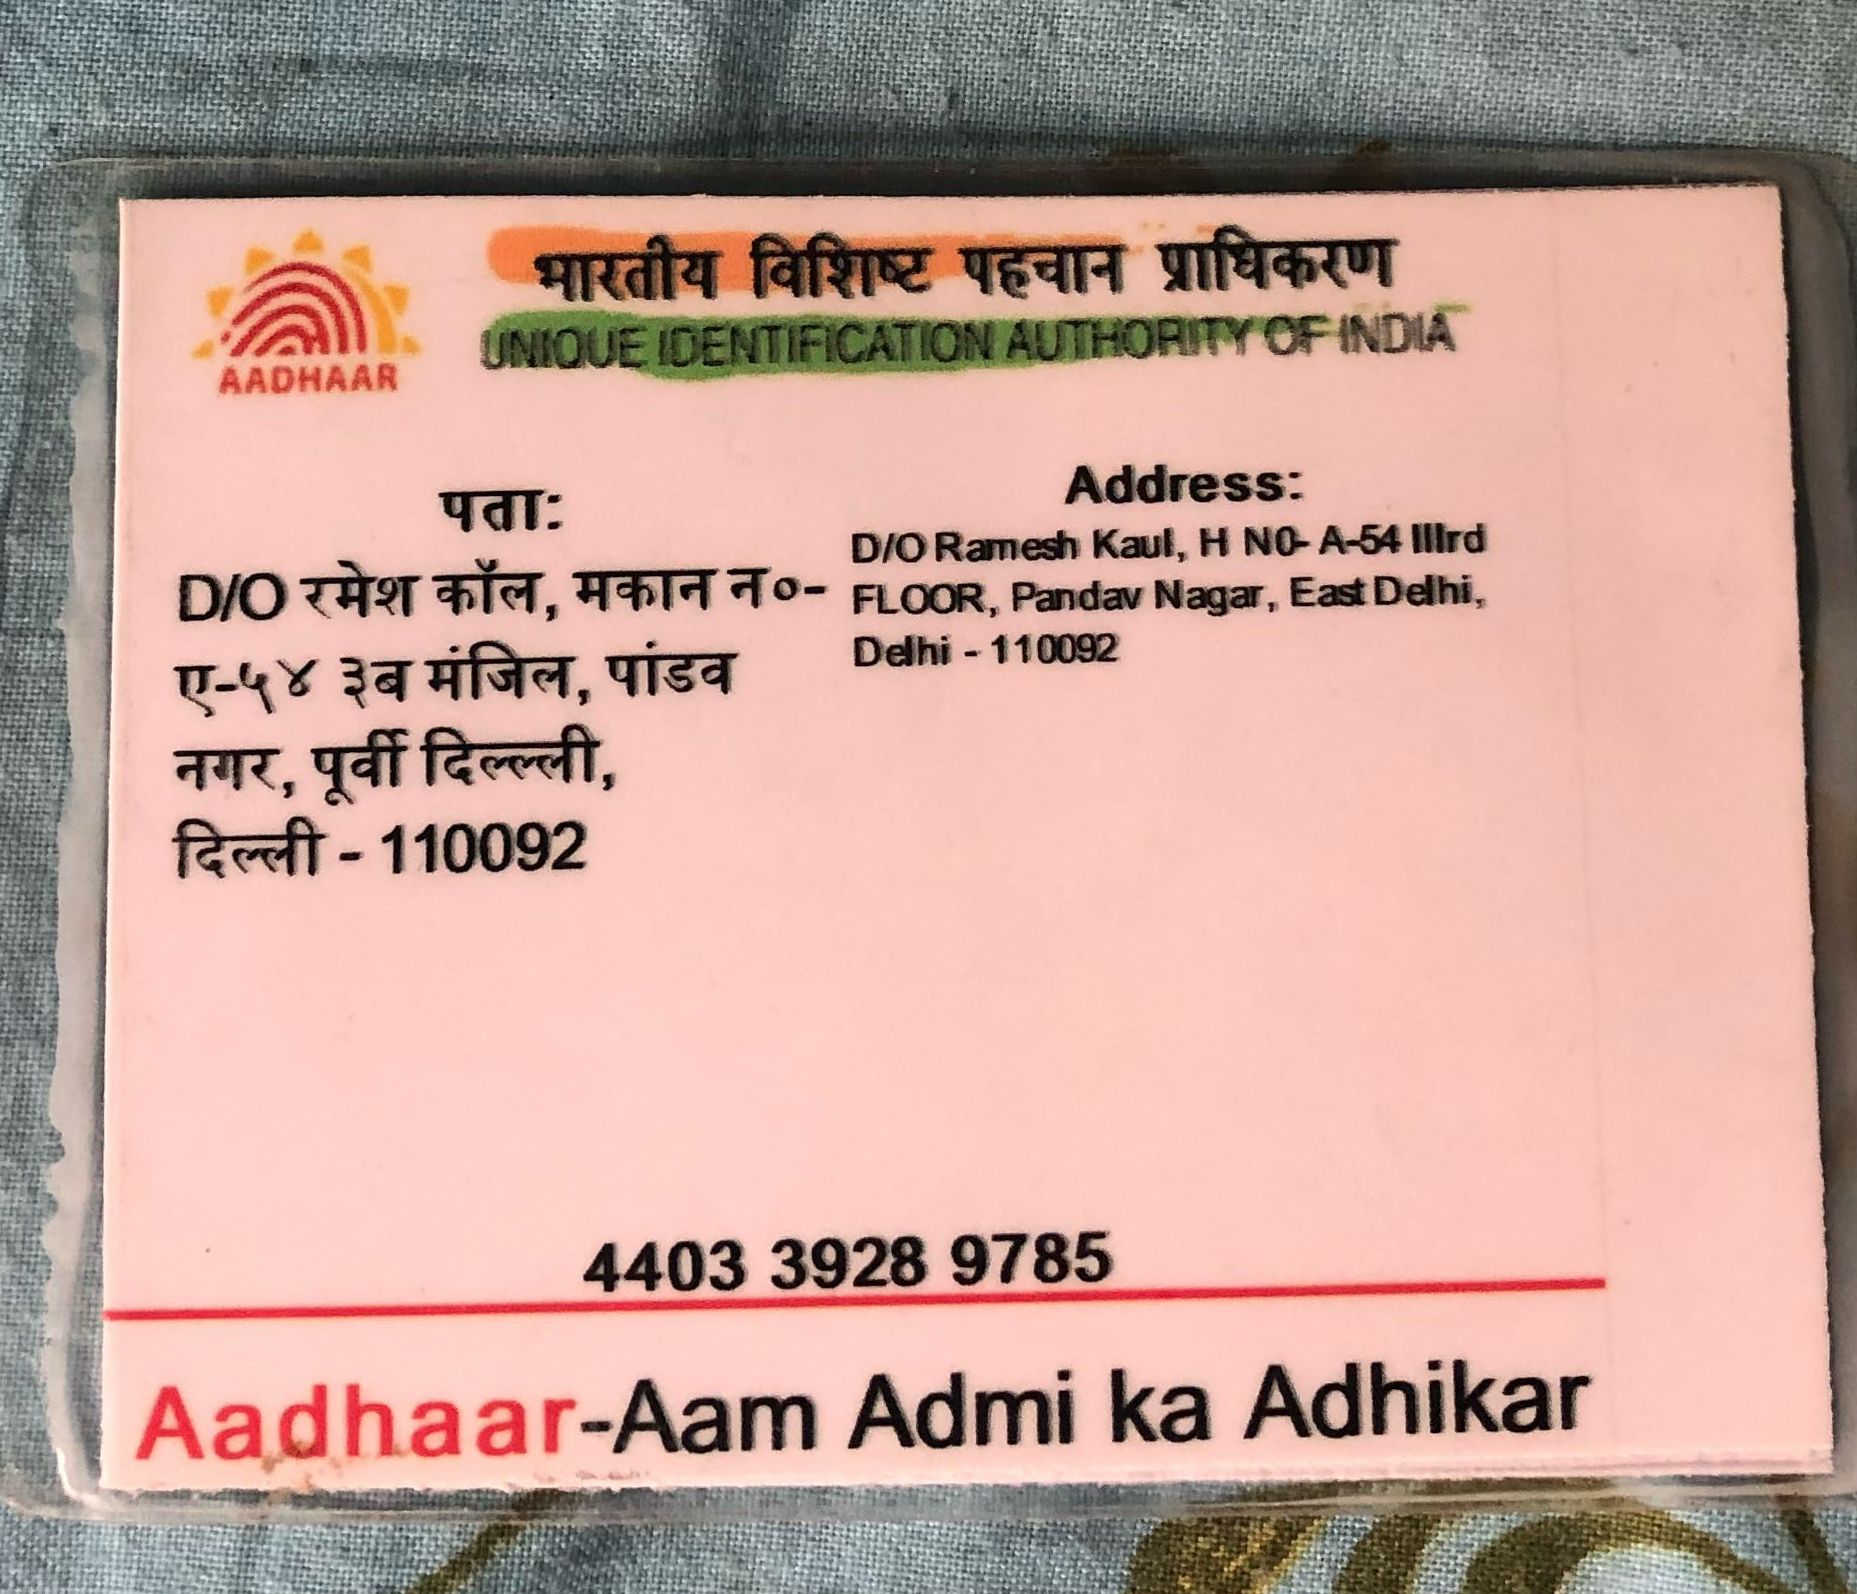 भारतीय विशिष्ट पहचान प्राधिकरण
UNIQUE IDENTIFICATION AUTHORITY OF INDIA
AADHAAR
पता:
D/O रमेश कॉल, मकान न०-
ए-५४ ३ब मंजिल, पांडव
नगर, पूर्वी दिल्ल्ली,
दिल्ली - 110092
Address:
D/O Ramesh Kaul, H N0- A-54 IIIrd
FLOOR, Pandav Nagar, East Delhi,
Delhi - 110092
4403 3928 9785
Aadhaar-Aam Admi ka Adhikar